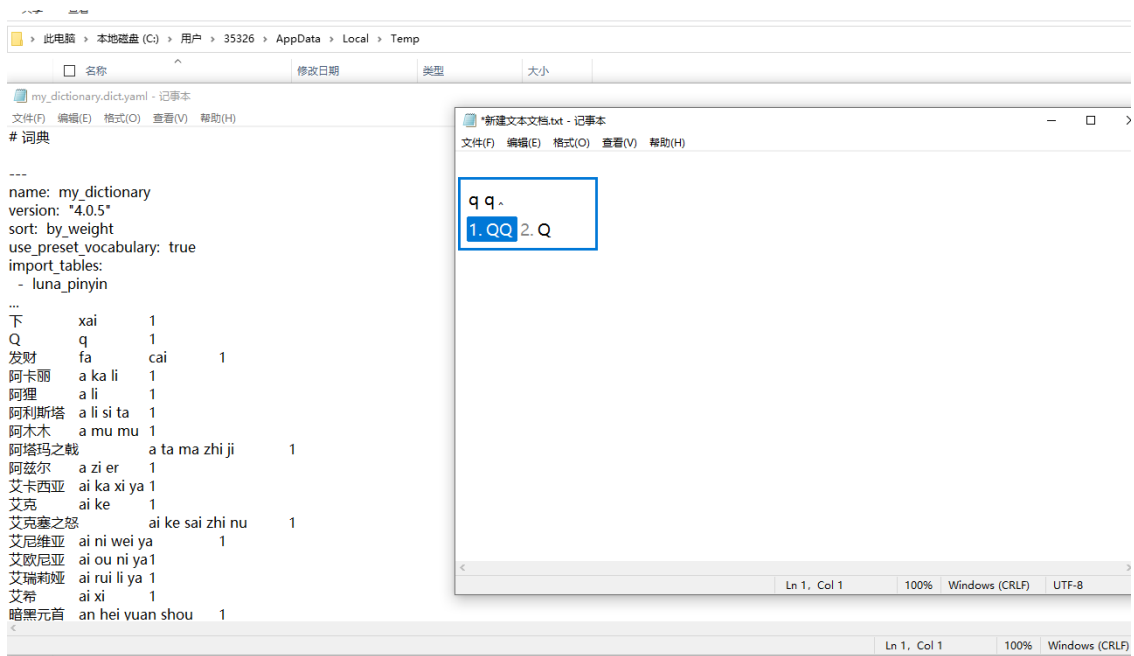 共享 查看
此电脑 › 本地磁盘 (C:) › 用户 › 35326 › AppData › Local › Temp
名称 修改日期 类型 大小
my_dictionary.dict.yaml - 记事本
文件(F) 编辑(E) 格式(O) 查看(V) 帮助(H)
# 词典
---
name: my_dictionary
version: "4.0.5"
sort: by_weight
use_preset_vocabulary: true
import_tables:
- luna_pinyin
...
下 xai 1
Q q 1
发财 fa cai 1
阿卡丽 a ka li 1
阿狸 a li 1
阿利斯塔 a li si ta 1
阿木木 a mu mu 1
阿塔玛之戟 a ta ma zhi ji 1
阿兹尔 a zi er 1
艾卡西亚 ai ka xi ya 1
艾克 ai ke 1
艾克塞之怒 ai ke sai zhi nu 1
艾尼维亚 ai ni wei ya 1
艾欧尼亚 ai ou ni ya1
艾瑞莉娅 ai rui li ya 1
艾希 ai xi 1
暗黑元首 an hei yuan shou 1
Ln 1, Col 1 100% Windows (CRLF)
*新建文本文档.txt - 记事本
文件(F) 编辑(E) 格式(O) 查看(V) 帮助(H)
q q‸
1. QQ 2. Q
Ln 1, Col 1 100% Windows (CRLF) UTF-8